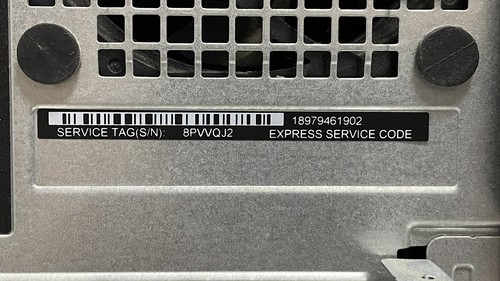 18979461902
SERVICE TAG(S/N): 8PVVQJ2 EXPRESS SERVICE CODE